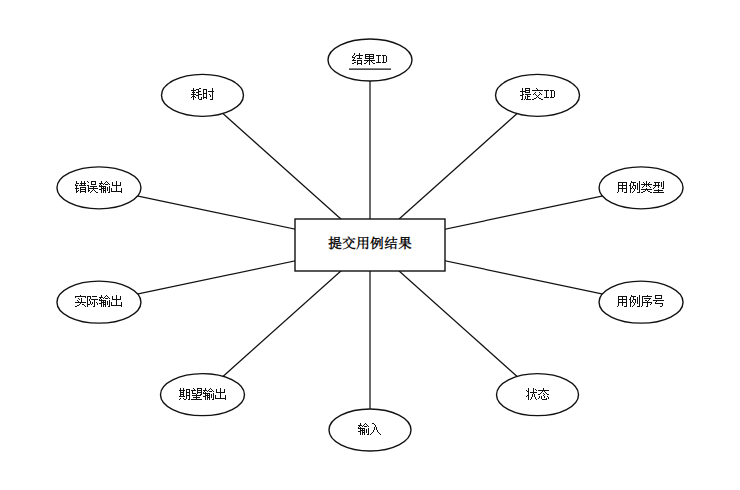 结果ID
耗时
提交ID
错误输出
用例类型
提交用例结果
实际输出
用例序号
期望输出
状态
输入